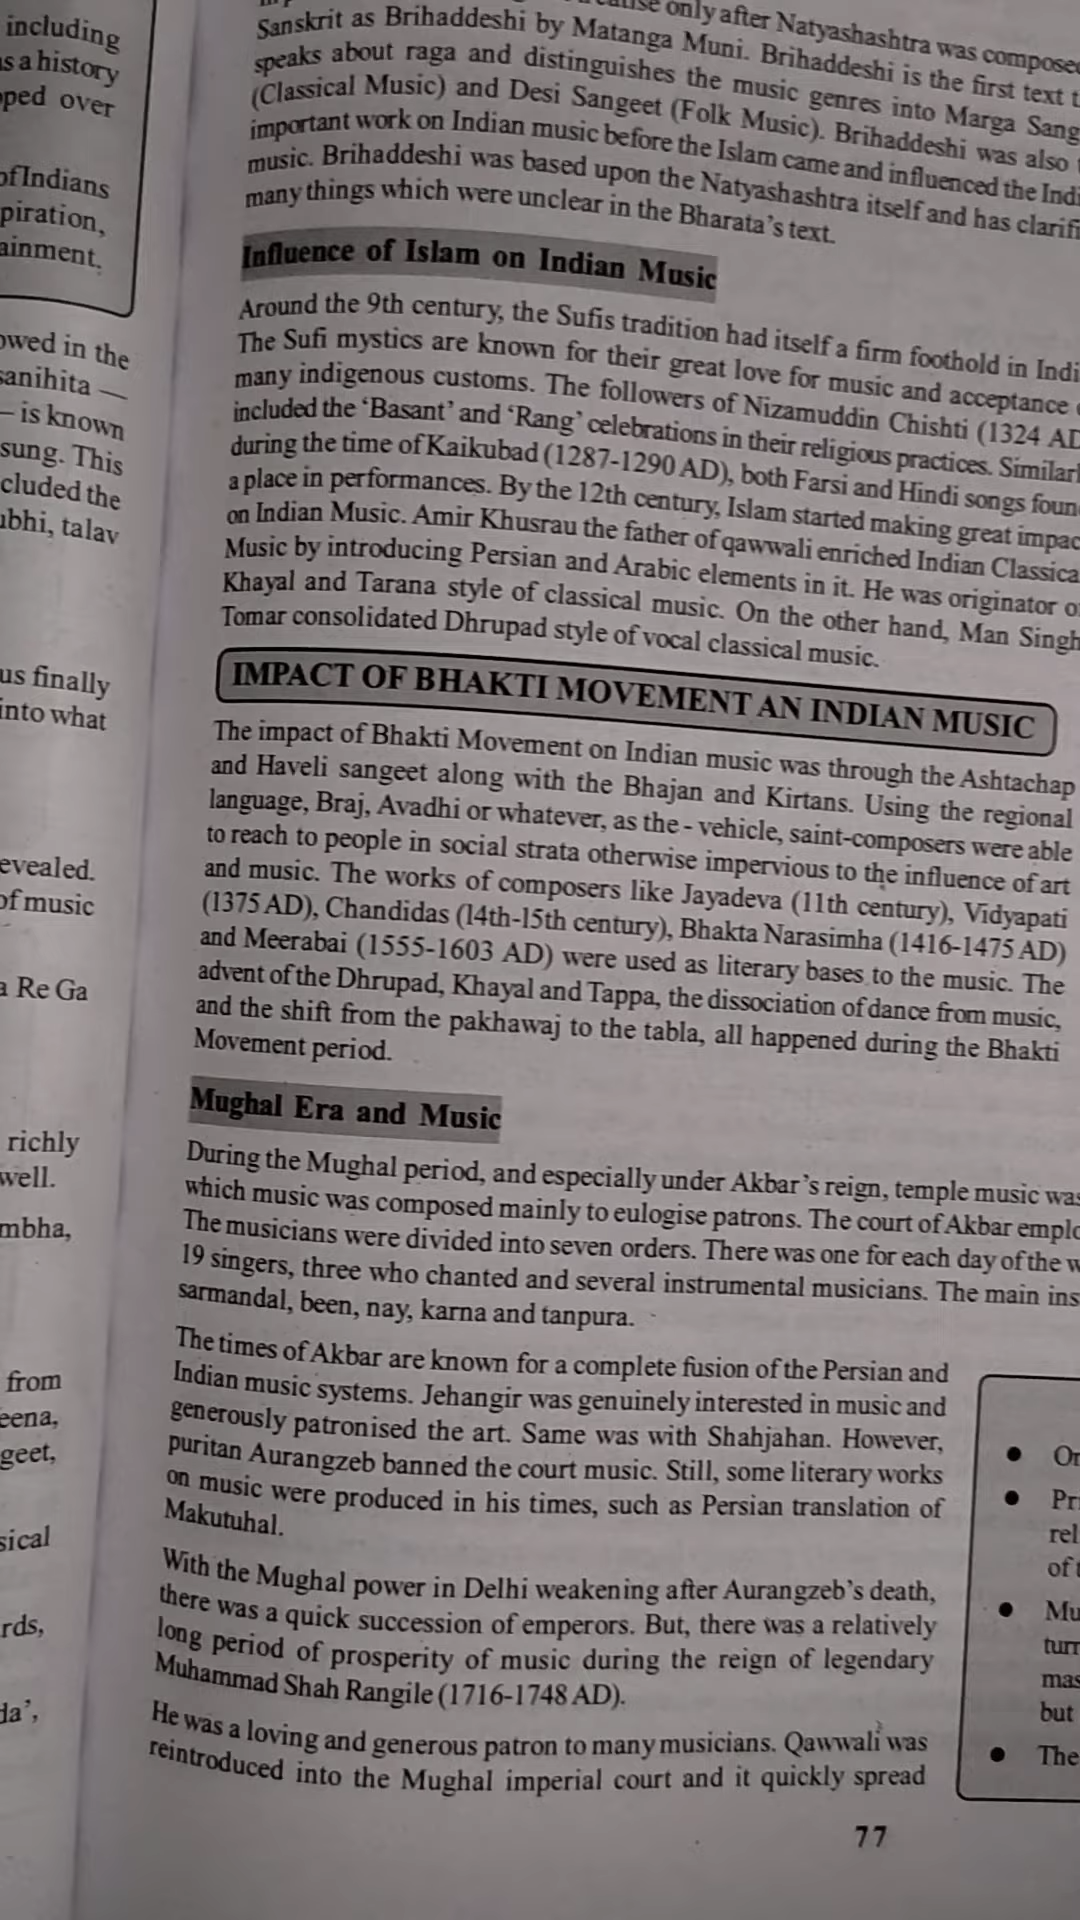 including
as a history
oped over
of Indians
piration,
ainment.
owed in the
sanihita —
– is known
sung. This
cluded the
ubhi, talav
us finally
into what
evealed.
of music
a Re Ga
richly
well.
mbha,
from
eena,
geet,
sical
rds,
da’,
only after Natyashashtra was compose
Sanskrit as Brihaddeshi by Matanga Muni. Brihaddeshi is the first text t
speaks about raga and distinguishes the music genres into Marga Sang
(Classical Music) and Desi Sangeet (Folk Music). Brihaddeshi was also
important work on Indian music before the Islam came and influenced the Indi
music. Brihaddeshi was based upon the Natyashashtra itself and has clarifi
many things which were unclear in the Bharata’s text.
Influence of Islam on Indian Music
Around the 9th century, the Sufis tradition had itself a firm foothold in Indi
The Sufi mystics are known for their great love for music and acceptance
many indigenous customs. The followers of Nizamuddin Chishti (1324 AD
included the ‘Basant’ and ‘Rang’ celebrations in their religious practices. Similarl
during the time of Kaikubad (1287-1290 AD), both Farsi and Hindi songs foun
a place in performances. By the 12th century, Islam started making great impac
on Indian Music. Amir Khusrau the father of qawwali enriched Indian Classica
Music by introducing Persian and Arabic elements in it. He was originator o
Khayal and Tarana style of classical music. On the other hand, Man Singh
Tomar consolidated Dhrupad style of vocal classical music.
IMPACT OF BHAKTI MOVEMENT AN INDIAN MUSIC
The impact of Bhakti Movement on Indian music was through the Ashtachap
and Haveli sangeet along with the Bhajan and Kirtans. Using the regional
language, Braj, Avadhi or whatever, as the - vehicle, saint-composers were able
to reach to people in social strata otherwise impervious to the influence of art
and music. The works of composers like Jayadeva (11th century), Vidyapati
(1375 AD), Chandidas (14th-15th century), Bhakta Narasimha (1416-1475 AD)
and Meerabai (1555-1603 AD) were used as literary bases to the music. The
advent of the Dhrupad, Khayal and Tappa, the dissociation of dance from music,
and the shift from the pakhawaj to the tabla, all happened during the Bhakti
Movement period.
Mughal Era and Music
During the Mughal period, and especially under Akbar’s reign, temple music was
which music was composed mainly to eulogise patrons. The court of Akbar emplo
The musicians were divided into seven orders. There was one for each day of the w
19 singers, three who chanted and several instrumental musicians. The main ins
sarmandal, been, nay, karna and tanpura.
The times of Akbar are known for a complete fusion of the Persian and
Indian music systems. Jehangir was genuinely interested in music and
generously patronised the art. Same was with Shahjahan. However,
puritan Aurangzeb banned the court music. Still, some literary works
on music were produced in his times, such as Persian translation of
Makutuhal.
With the Mughal power in Delhi weakening after Aurangzeb’s death,
there was a quick succession of emperors. But, there was a relatively
long period of prosperity of music during the reign of legendary
Muhammad Shah Rangile (1716-1748 AD).
He was a loving and generous patron to many musicians. Qawwali was
reintroduced into the Mughal imperial court and it quickly spread
• Or
• Pri
rel
of t
• Mu
turn
mas
but
• The
77